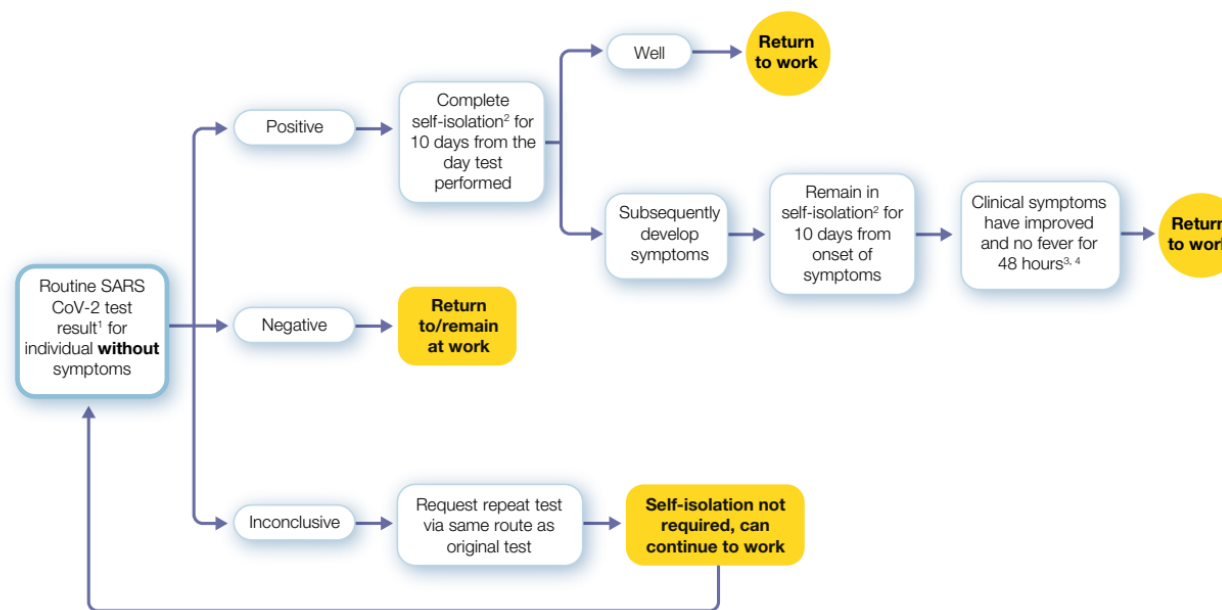 Routine SARS
CoV-2 test
result¹ for
individual without
symptoms
Positive
Complete
self-isolation² for
10 days from the
day test
performed
Well
Return
to work
Subsequently
develop
symptoms
Remain in
self-isolation² for
10 days from
onset of
symptoms
Clinical symptoms
have improved
and no fever for
48 hours³, ⁴
Return
to work
Negative
Return
to/remain
at work
Inconclusive
Request repeat test
via same route as
original test
Self-isolation not
required, can
continue to work